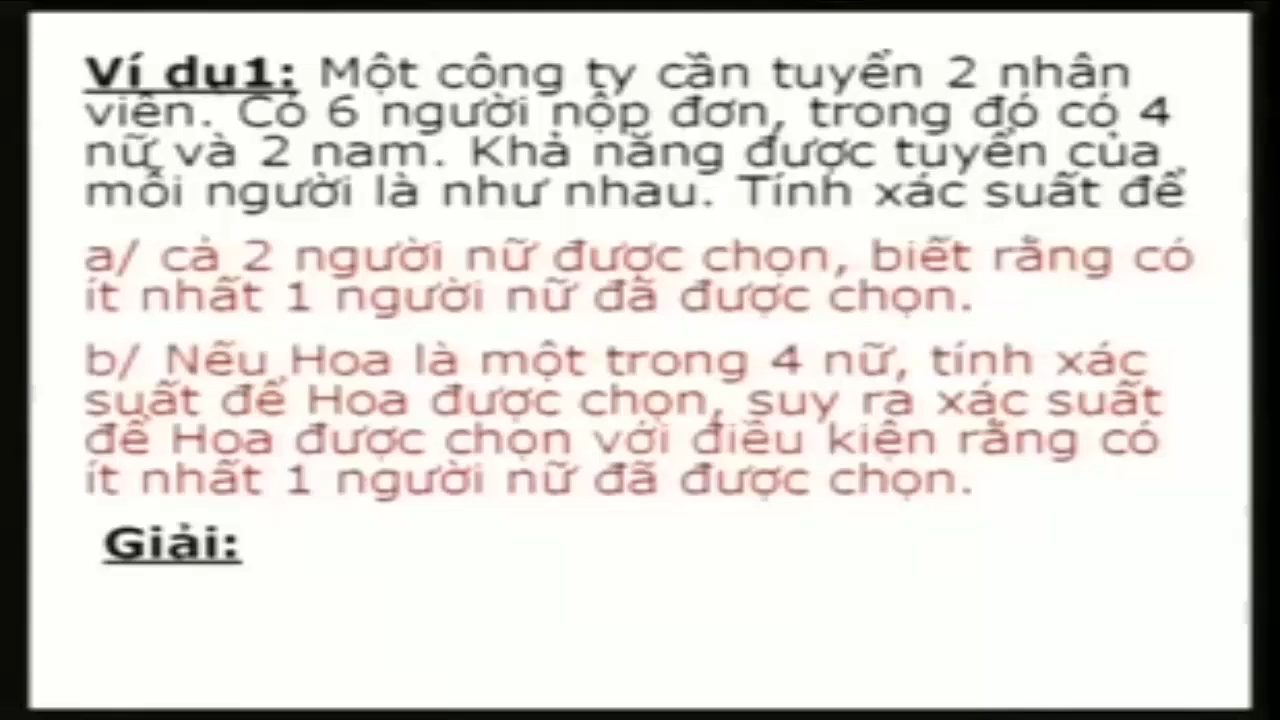 Ví dụ1: Một công ty cần tuyển 2 nhân
viên. Có 6 người nộp đơn, trong đó có 4
nữ và 2 nam. Khả năng được tuyển của
mỗi người là như nhau. Tính xác suất để
a/ cả 2 người nữ được chọn, biết rằng có
ít nhất 1 người nữ đã được chọn.
b/ Nếu Hoa là một trong 4 nữ, tính xác
suất để Hoa được chọn, suy ra xác suất
để Hoa được chọn với điều kiện rằng có
ít nhất 1 người nữ đã được chọn.
Giải: